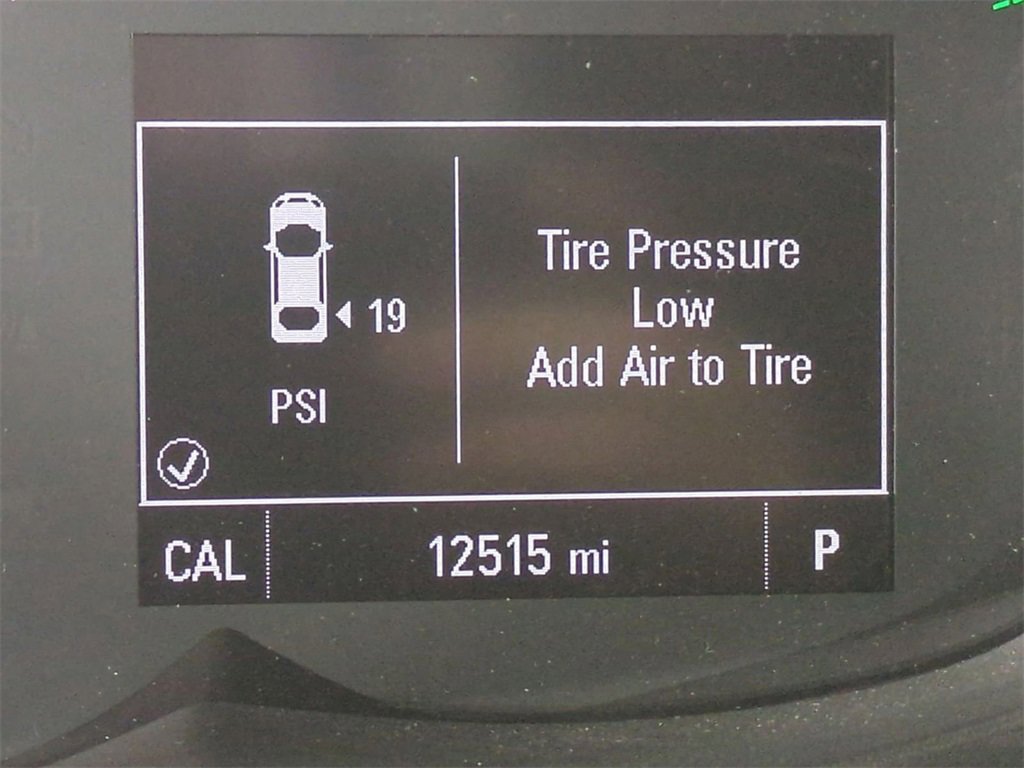 19
PSI
Tire Pressure
Low
Add Air to Tire
CAL
12515 mi
P